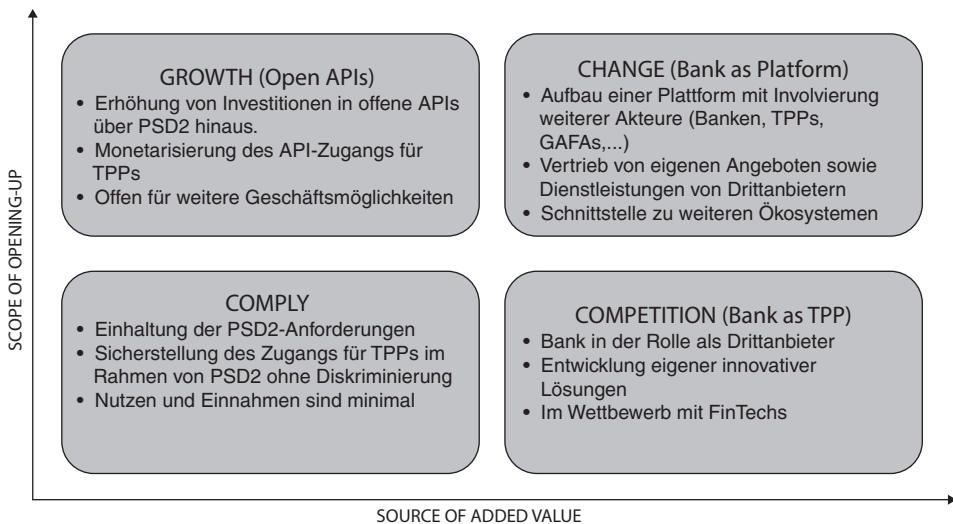 GROWTH (Open APIs)
• Erhöhung von Investitionen in offene APIs
über PSD2 hinaus.
• Monetarisierung des API-Zugangs für
TPPs
• Offen für weitere Geschäftsmöglichkeiten
CHANGE (Bank as Platform)
• Aufbau einer Plattform mit Involvierung
weiterer Akteure (Banken, TPPs,
GAFAs,...)
• Vertrieb von eigenen Angeboten sowie
Dienstleistungen von Drittanbietern
• Schnittstelle zu weiteren Ökosystemen
COMPLY
• Einhaltung der PSD2-Anforderungen
• Sicherstellung des Zugangs für TPPs im
Rahmen von PSD2 ohne Diskriminierung
• Nutzen und Einnahmen sind minimal
COMPETITION (Bank as TPP)
• Bank in der Rolle als Drittanbieter
• Entwicklung eigener innovativer
Lösungen
• Im Wettbewerb mit FinTechs
SCOPE OF OPENING-UP
SOURCE OF ADDED VALUE